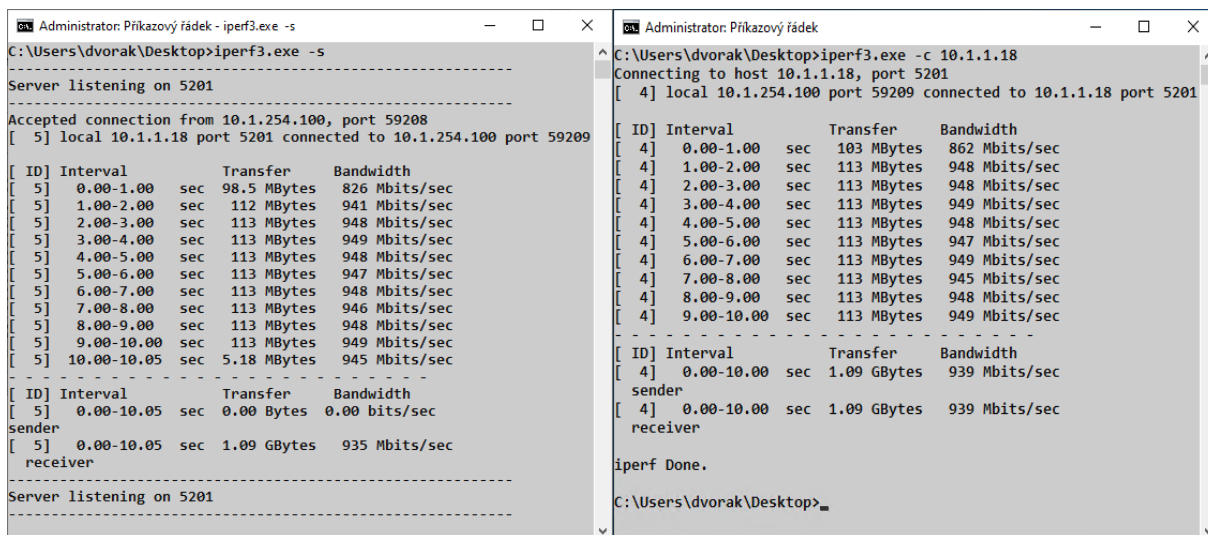 Administrator: Příkazový řádek - iperf3.exe -s
C:\Users\dvorak\Desktop>iperf3.exe -s
-----------------------------------------------------------
Server listening on 5201
-----------------------------------------------------------
Accepted connection from 10.1.254.100, port 59208
[  5] local 10.1.1.18 port 5201 connected to 10.1.254.100 port 59209
[ ID] Interval           Transfer     Bandwidth
[  5]   0.00-1.00   sec  98.5 MBytes   826 Mbits/sec
[  5]   1.00-2.00   sec   112 MBytes   941 Mbits/sec
[  5]   2.00-3.00   sec   113 MBytes   948 Mbits/sec
[  5]   3.00-4.00   sec   113 MBytes   949 Mbits/sec
[  5]   4.00-5.00   sec   113 MBytes   948 Mbits/sec
[  5]   5.00-6.00   sec   113 MBytes   947 Mbits/sec
[  5]   6.00-7.00   sec   113 MBytes   948 Mbits/sec
[  5]   7.00-8.00   sec   113 MBytes   946 Mbits/sec
[  5]   8.00-9.00   sec   113 MBytes   948 Mbits/sec
[  5]   9.00-10.00  sec   113 MBytes   949 Mbits/sec
[  5]  10.00-10.05  sec  5.18 MBytes   945 Mbits/sec
- - - - - - - - - - - - - - - - - - - - - - - - -
[ ID] Interval           Transfer     Bandwidth
[  5]   0.00-10.05  sec  0.00 Bytes  0.00 bits/sec
sender
[  5]   0.00-10.05  sec  1.09 GBytes   935 Mbits/sec
receiver
-----------------------------------------------------------
Server listening on 5201
-----------------------------------------------------------
Administrator: Příkazový řádek
C:\Users\dvorak\Desktop>iperf3.exe -c 10.1.1.18
Connecting to host 10.1.1.18, port 5201
[  4] local 10.1.254.100 port 59209 connected to 10.1.1.18 port 5201
[ ID] Interval           Transfer     Bandwidth
[  4]   0.00-1.00   sec   103 MBytes   862 Mbits/sec
[  4]   1.00-2.00   sec   113 MBytes   948 Mbits/sec
[  4]   2.00-3.00   sec   113 MBytes   948 Mbits/sec
[  4]   3.00-4.00   sec   113 MBytes   949 Mbits/sec
[  4]   4.00-5.00   sec   113 MBytes   948 Mbits/sec
[  4]   5.00-6.00   sec   113 MBytes   947 Mbits/sec
[  4]   6.00-7.00   sec   113 MBytes   949 Mbits/sec
[  4]   7.00-8.00   sec   113 MBytes   945 Mbits/sec
[  4]   8.00-9.00   sec   113 MBytes   948 Mbits/sec
[  4]   9.00-10.00  sec   113 MBytes   949 Mbits/sec
- - - - - - - - - - - - - - - - - - - - - - - - -
[ ID] Interval           Transfer     Bandwidth
[  4]   0.00-10.00  sec  1.09 GBytes   939 Mbits/sec
sender
[  4]   0.00-10.00  sec  1.09 GBytes   939 Mbits/sec
receiver
iperf Done.
C:\Users\dvorak\Desktop>